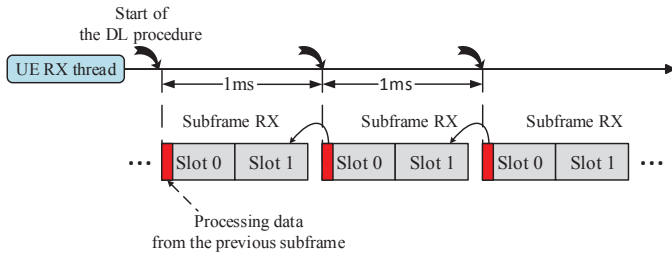 Start of
the DL procedure
UE RX thread
1ms
1ms
Subframe RX
Subframe RX
Subframe RX
...
Slot 0
Slot 1
Slot 0
Slot 1
Slot 0
Slot 1
...
Processing data
from the previous subframe